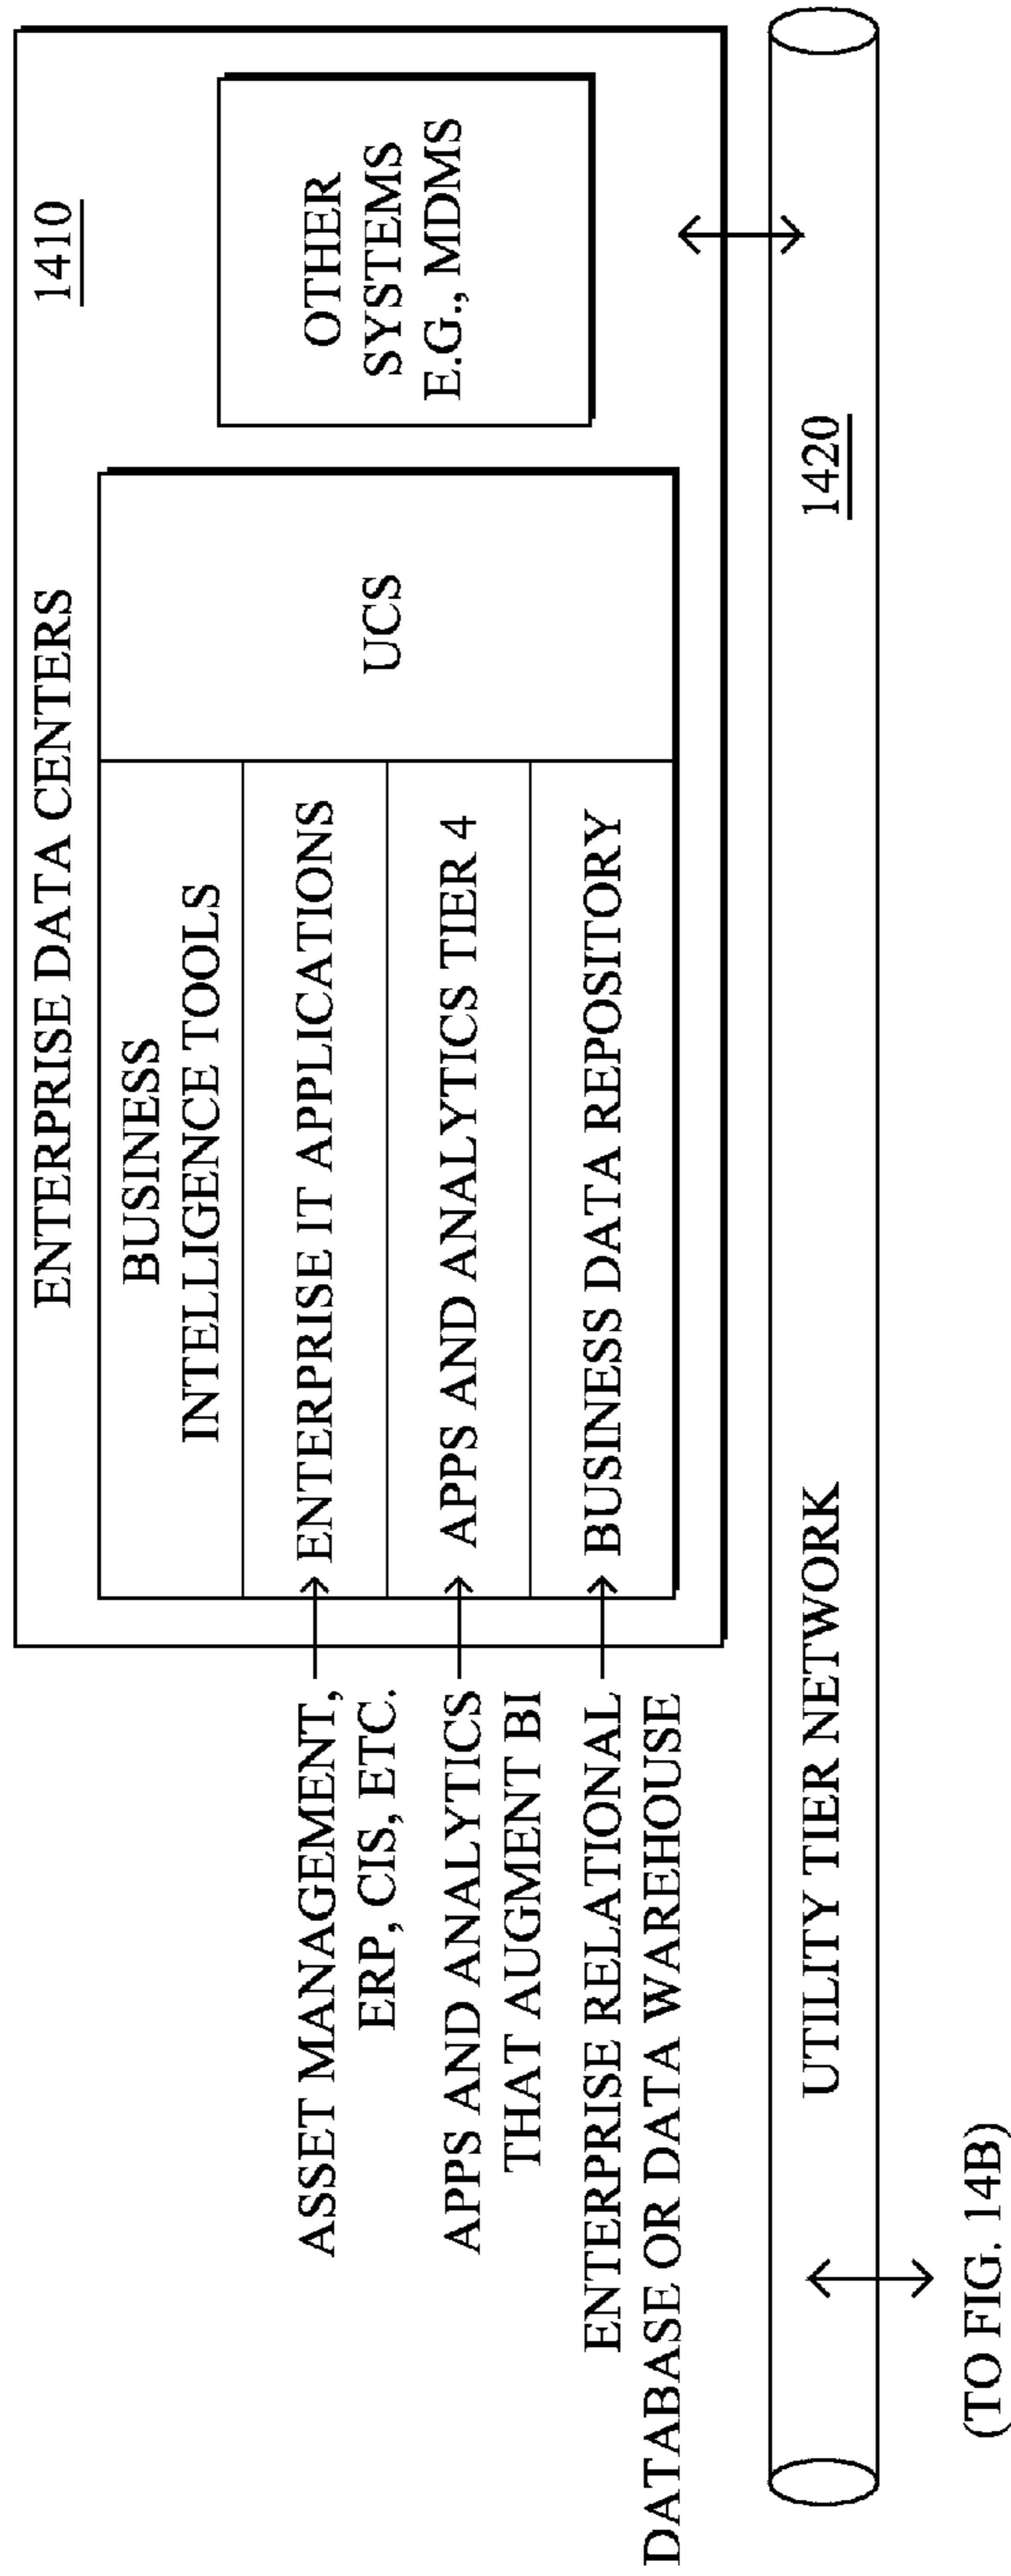 ENTERPRISE DATA CENTERS
1410
BUSINESS
INTELLIGENCE TOOLS
ENTERPRISE IT APPLICATIONS
APPS AND ANALYTICS TIER 4
BUSINESS DATA REPOSITORY
UCS
OTHER
SYSTEMS
E.G., MDMS
ASSET MANAGEMENT,
ERP, CIS, ETC.
APPS AND ANALYTICS
THAT AUGMENT BI
ENTERPRISE RELATIONAL
DATABASE OR DATA WAREHOUSE
UTILITY TIER NETWORK
1420
(TO FIG. 14B)